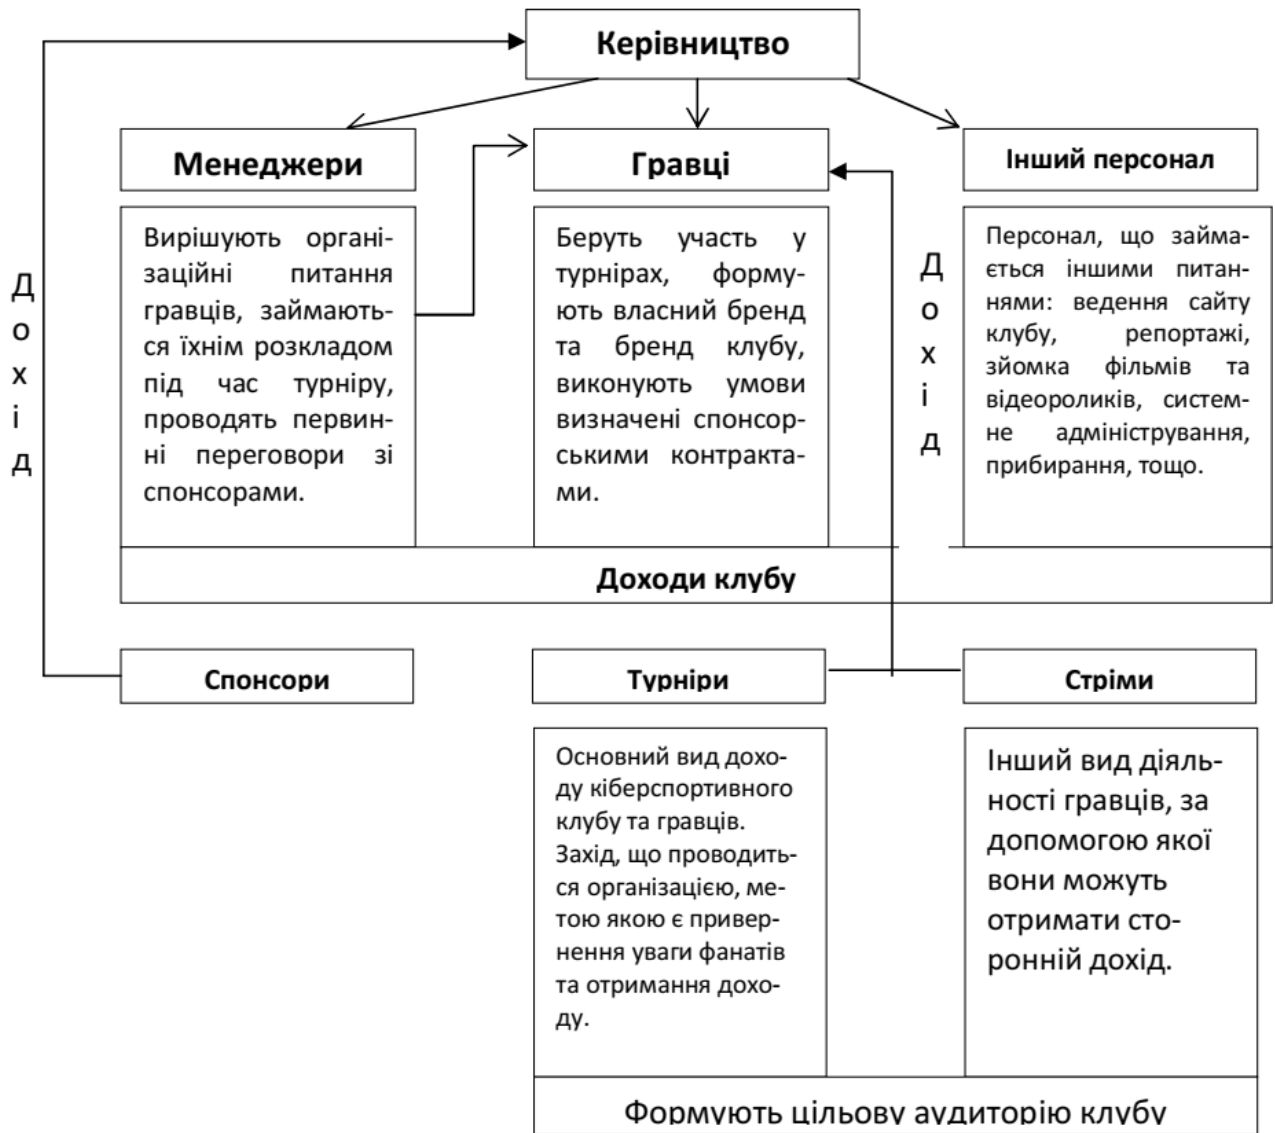 Керівництво
Менеджери
Гравці
Інший персонал
Вирішують органі-
заційні питання
гравців, займають-
ся їхнім розкладом
під час турніру,
проводять первин-
ні переговори зі
спонсорами.
Беруть участь у
турнірах, форму-
ють власний бренд
та бренд клубу,
виконують умови
визначені спонсор-
ськими контракта-
ми.
Персонал, що займа-
ється іншими питан-
нями: ведення сайту
клубу, репортажі,
зйомка фільмів та
відеороликів, систем-
не адміністрування,
прибирання, тощо.
Дохід
Дохід
Доходи клубу
Спонсори
Турніри
Стріми
Основний вид дохо-
ду кіберспортивного
клубу та гравців.
Захід, що проводить-
ся організацією, ме-
тою якою є привер-
нення уваги фанатів
та отримання дохо-
ду.
Інший вид діяль-
ності гравців, за
допомогою якої
вони можуть
отримати сто-
ронній дохід.
Формують цільову аудиторію клубу